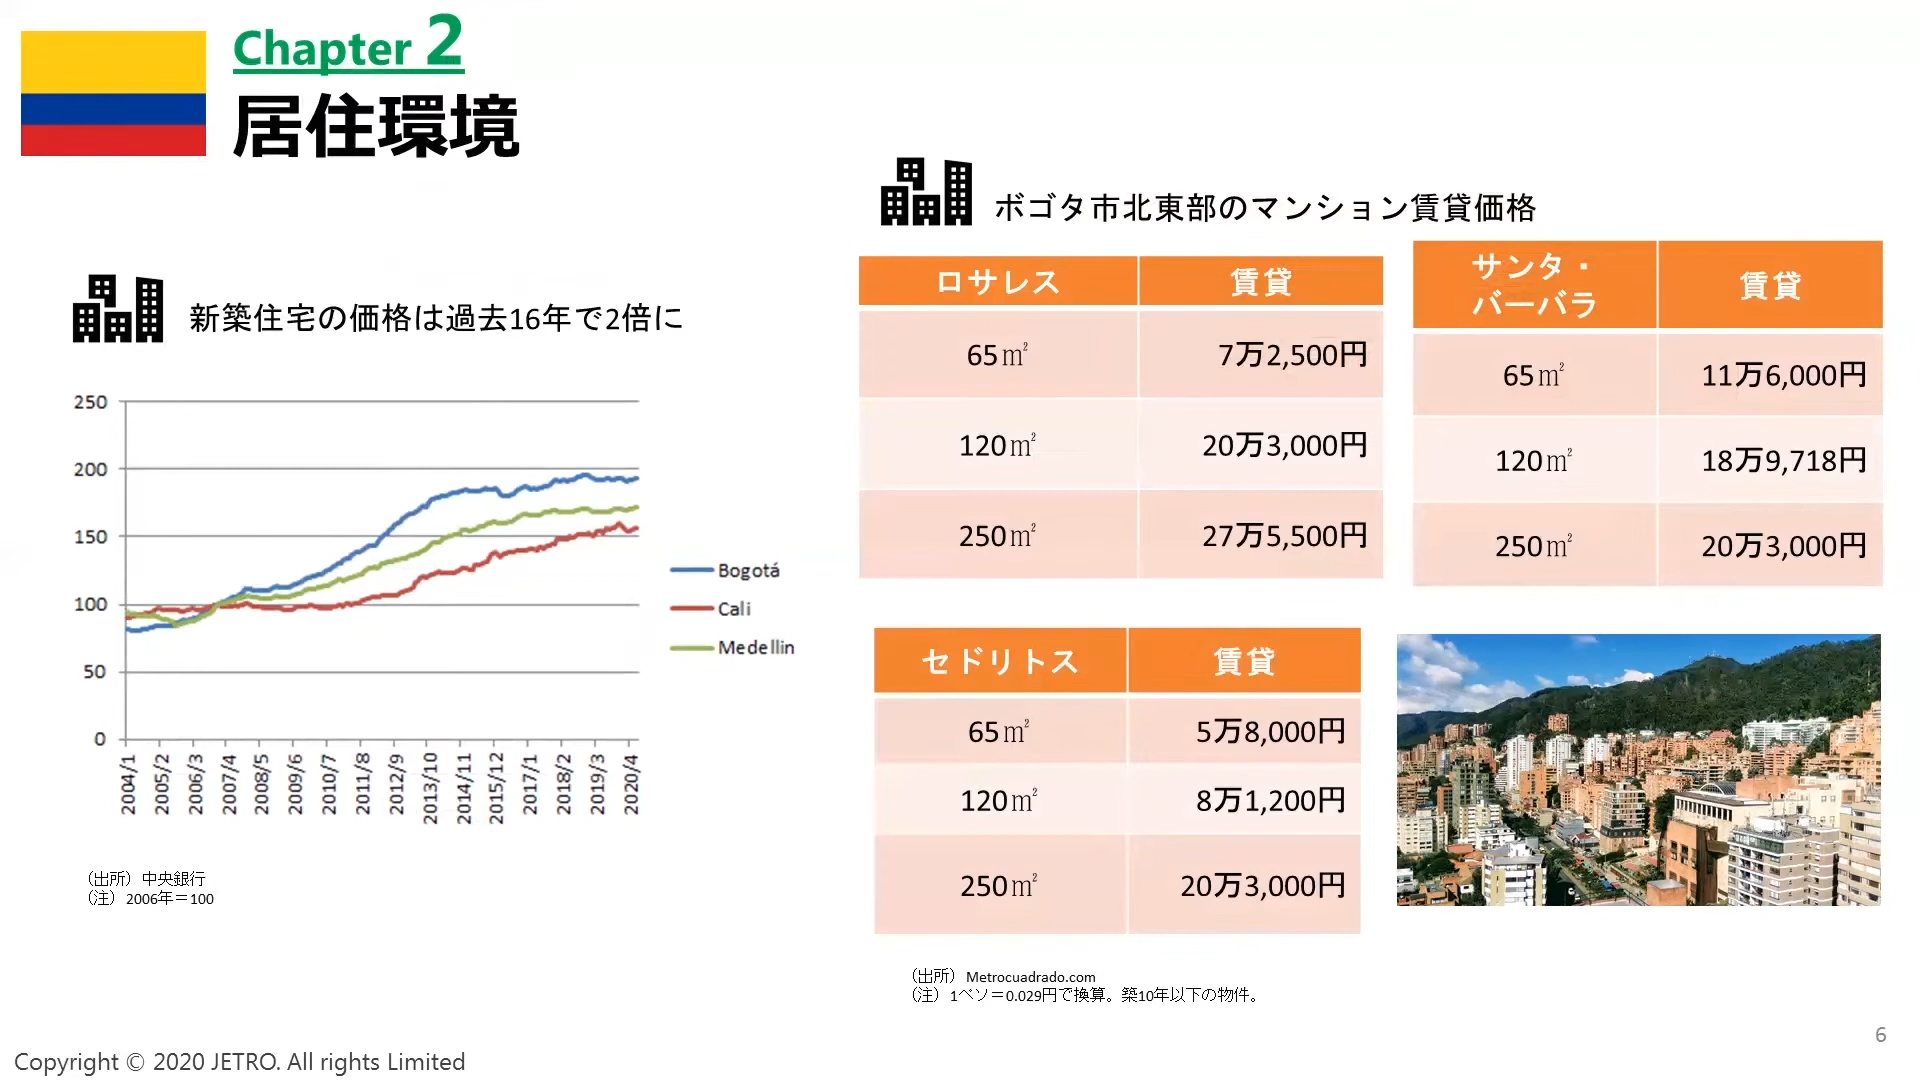 Chapter 2
居住環境
新築住宅の価格は過去16年で2倍に
250
200
150
100
50
0
2004/1
2005/2
2006/3
2007/4
2008/5
2009/6
2010/7
2011/8
2012/9
2013/10
2014/11
2015/12
2017/1
2018/2
2019/3
2020/4
Bogotá
Cali
Medellin
（出所）中央銀行
（注）2006年＝100
ボゴタ市北東部のマンション賃貸価格
ロサレス 賃貸
65㎡ 7万2,500円
120㎡ 20万3,000円
250㎡ 27万5,500円
サンタ・
バーバラ 賃貸
65㎡ 11万6,000円
120㎡ 18万9,718円
250㎡ 20万3,000円
セドリトス 賃貸
65㎡ 5万8,000円
120㎡ 8万1,200円
250㎡ 20万3,000円
（出所）Metrocuadrado.com
（注）1ペソ＝0.029円で換算。築10年以下の物件。
6
Copyright © 2020 JETRO. All rights Limited